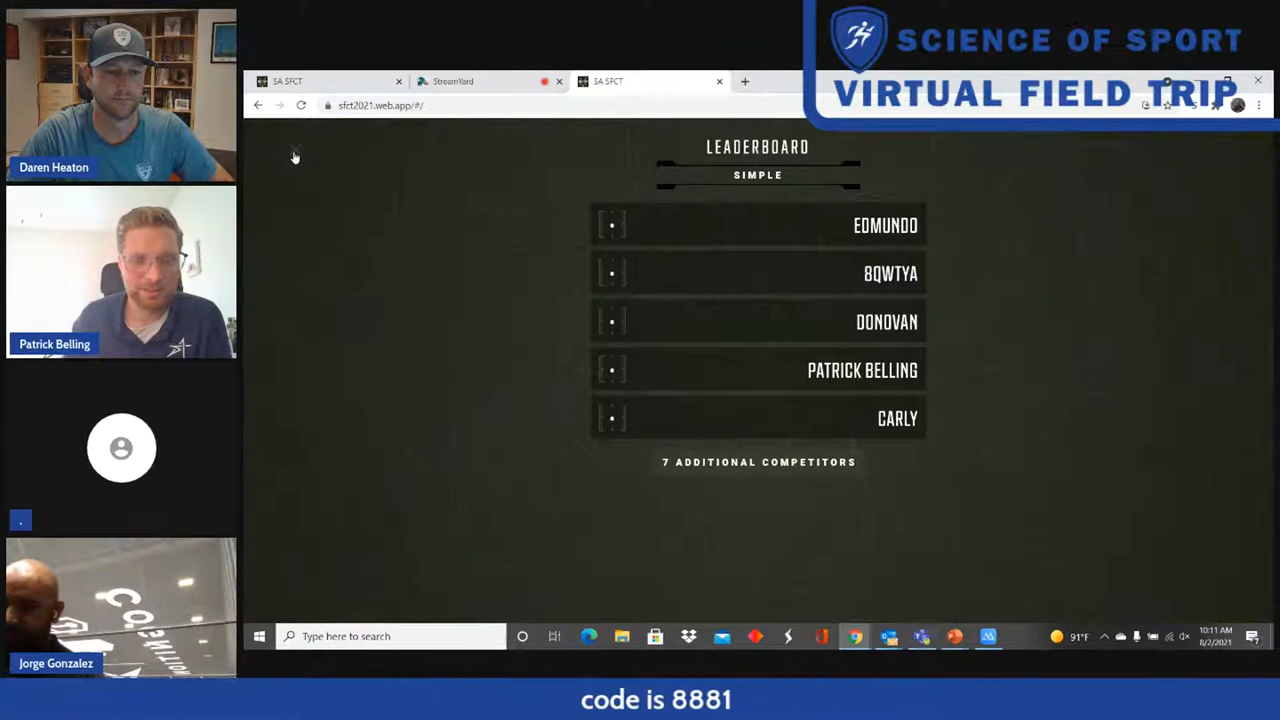 SCIENCE OF SPORT
VIRTUAL FIELD TRIP
Daren Heaton
Patrick Belling
.
Jorge Gonzalez
SA SFCT
StreamYard
SA SFCT
sfct2021.web.app/#/
LEADERBOARD
SIMPLE
EDMUNDO
8QWTYA
DONOVAN
PATRICK BELLING
CARLY
7 ADDITIONAL COMPETITORS
Type here to search
91°F
10:11 AM
8/2/2021
code is 8881